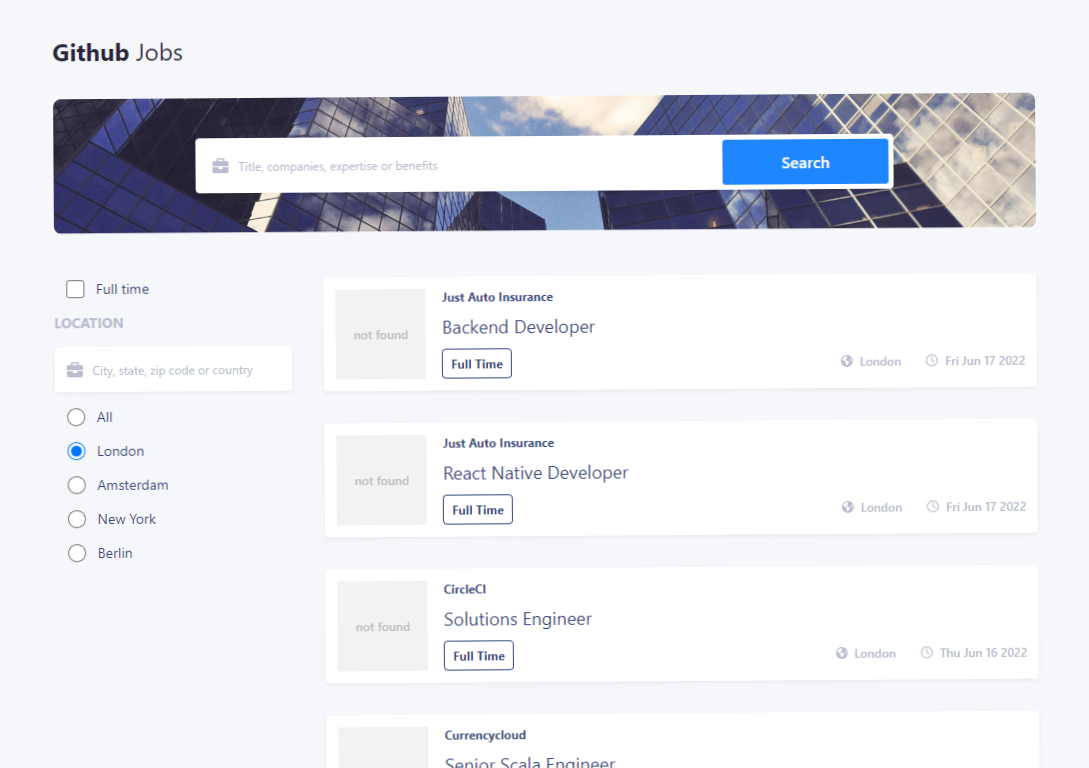 Github Jobs
Title, companies, expertise or benefits
Search
Full time
LOCATION
City, state, zip code or country
All
London
Amsterdam
New York
Berlin
not found
Just Auto Insurance
Backend Developer
Full Time
London
Fri Jun 17 2022
not found
Just Auto Insurance
React Native Developer
Full Time
London
Fri Jun 17 2022
not found
CircleCI
Solutions Engineer
Full Time
London
Thu Jun 16 2022
Currencycloud
Senior Scala Engineer